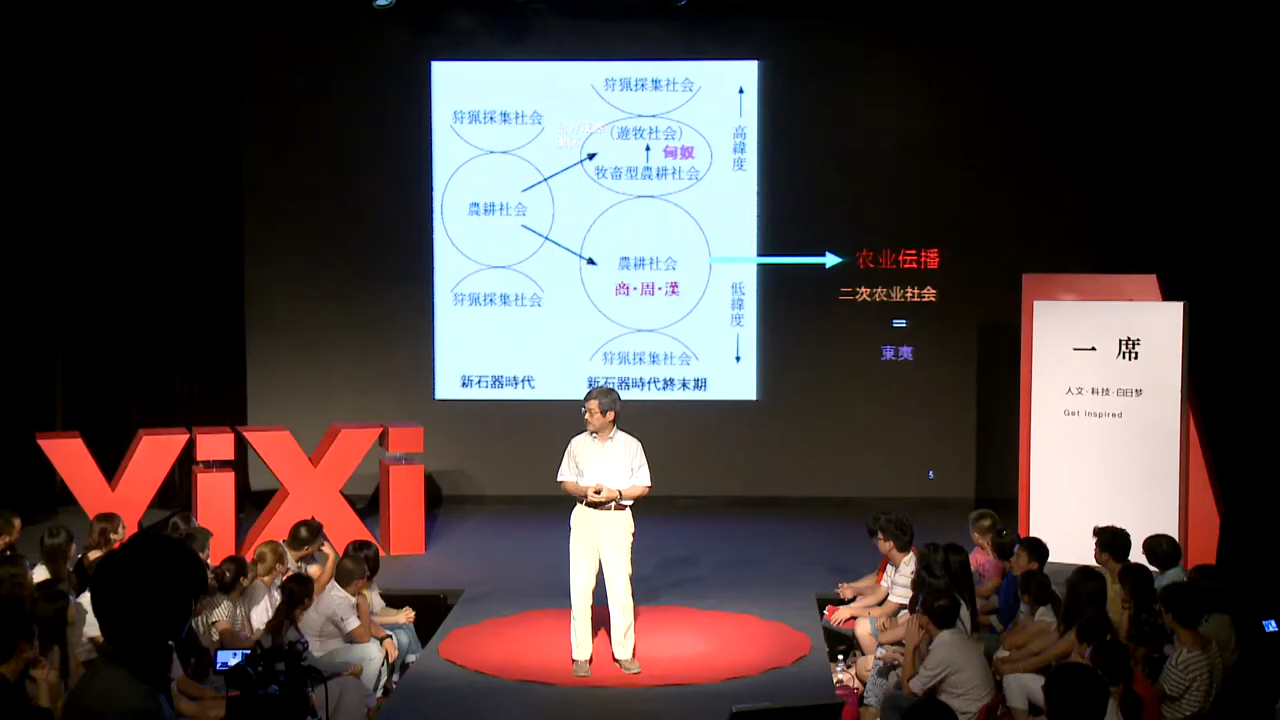 狩猟採集社会
農耕社会
狩猟採集社会
新石器時代
狩猟採集社会
(遊牧社会)
匈奴
牧畜型農耕社会
農耕社会
商・周・漢
狩猟採集社会
新石器時代終末期
高緯度
低緯度
农业伝播
二次农业社会
=
東夷
5
YiXi
一席
人文·科技·白日梦
Get Inspired